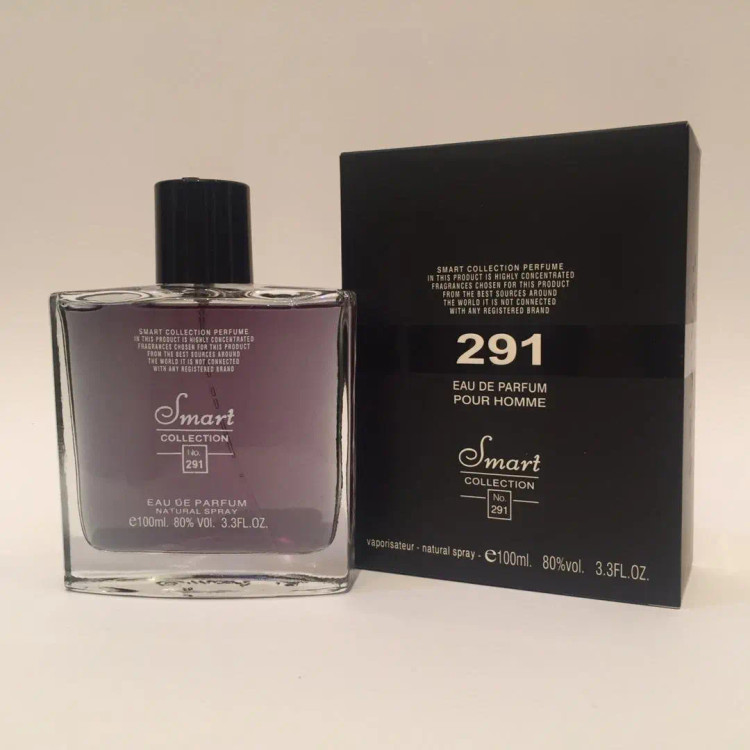 SMART COLLECTION PERFUME
IN THIS PRODUCT IS HIGHLY CONCENTRATED
FRAGRANCES CHOSEN FOR THIS PRODUCT
FROM THE BEST SOURCES AROUND
THE WORLD IT IS NOT CONNECTED
WITH ANY REGISTERED BRAND
Smart
COLLECTION
No.
291
EAU DE PARFUM
NATURAL SPRAY
e100ml. 80% VOl. 3.3FL.OZ.
SMART COLLECTION PERFUME
IN THIS PRODUCT IS HIGHLY CONCENTRATED
FRAGRANCES CHOSEN FOR THIS PRODUCT
FROM THE BEST SOURCES AROUND
THE WORLD IT IS NOT CONNECTED
WITH ANY REGISTERED BRAND
291
EAU DE PARFUM
POUR HOMME
Smart
COLLECTION
No.
291
vaporisateur - natural spray - e100ml. 80%vol. 3.3FL.OZ.